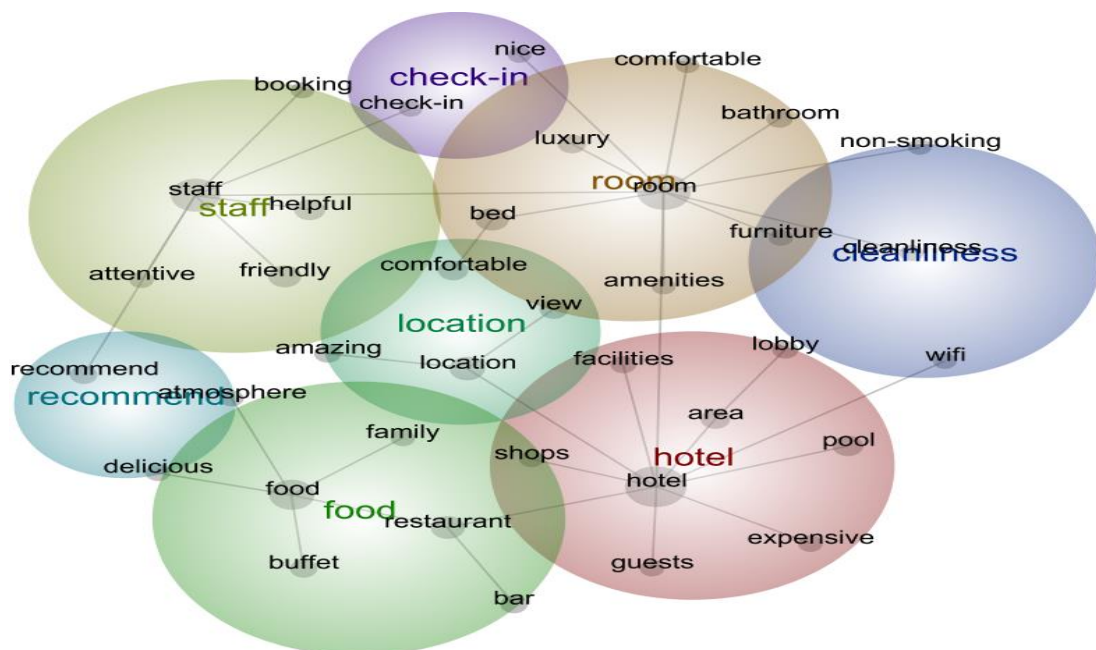 nice
comfortable
check-in
booking
check-in
bathroom
luxury
non-smoking
staff
room
room
staff
helpful
bed
furniture
cleanliness
cleanliness
attentive
friendly
comfortable
amenities
view
location
amazing
location
facilities
lobby
wifi
recommend
recommend
atmosphere
area
family
pool
shops
hotel
delicious
hotel
food
food
restaurant
expensive
buffet
guests
bar